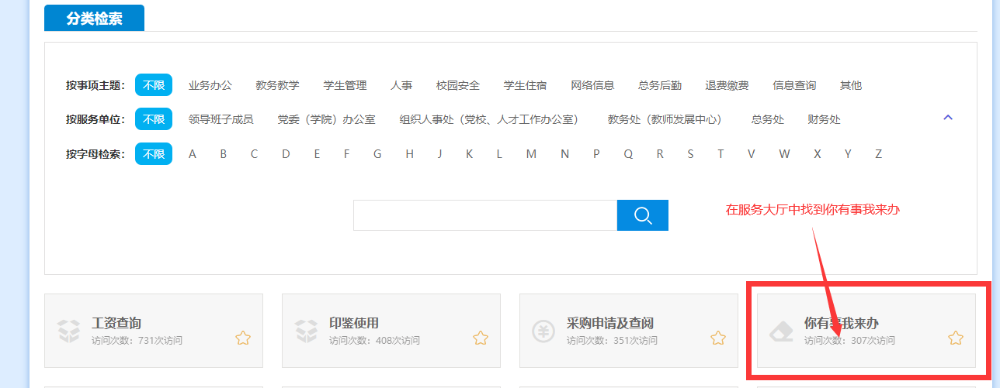 分类检索
按事项主题： 不限 业务办公 教务教学 学生管理 人事 校园安全 学生住宿 网络信息 总务后勤 退费缴费 信息查询 其他
按服务单位： 不限 领导班子成员 党委（学院）办公室 组织人事处（党校、人才工作办公室） 教务处（教师发展中心） 总务处 财务处
按字母检索： 不限 A B C D E F G H J K L M N P Q R S T V W X Y Z
在服务大厅中找到你有事我来办
工资查询 印鉴使用 采购申请及查阅 你有事我来办
访问次数：731次访问 访问次数：408次访问 访问次数：351次访问 访问次数：307次访问